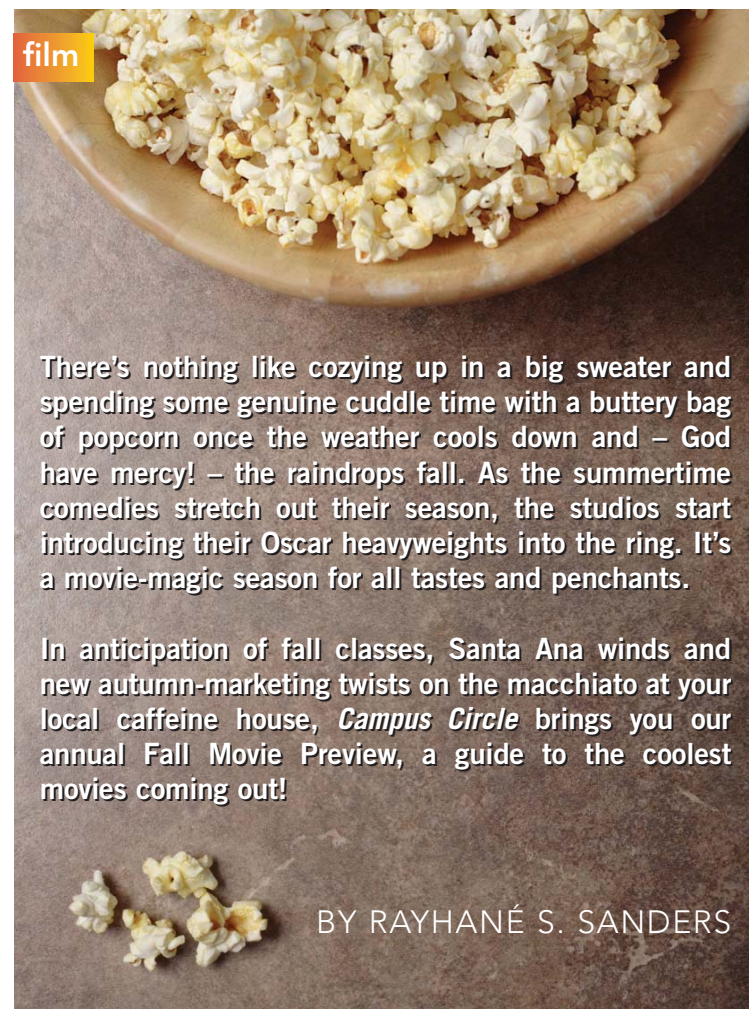 film
There's nothing like cozying up in a big sweater and
spending some genuine cuddle time with a buttery bag
of popcorn once the weather cools down and – God
have mercy! – the raindrops fall. As the summertime
comedies stretch out their season, the studios start
introducing their Oscar heavyweights into the ring. It's
a movie-magic season for all tastes and penchants.
In anticipation of fall classes, Santa Ana winds and
new autumn-marketing twists on the macchiato at your
local caffeine house, Campus Circle brings you our
annual Fall Movie Preview, a guide to the coolest
movies coming out!
BY RAYHANÉ S. SANDERS